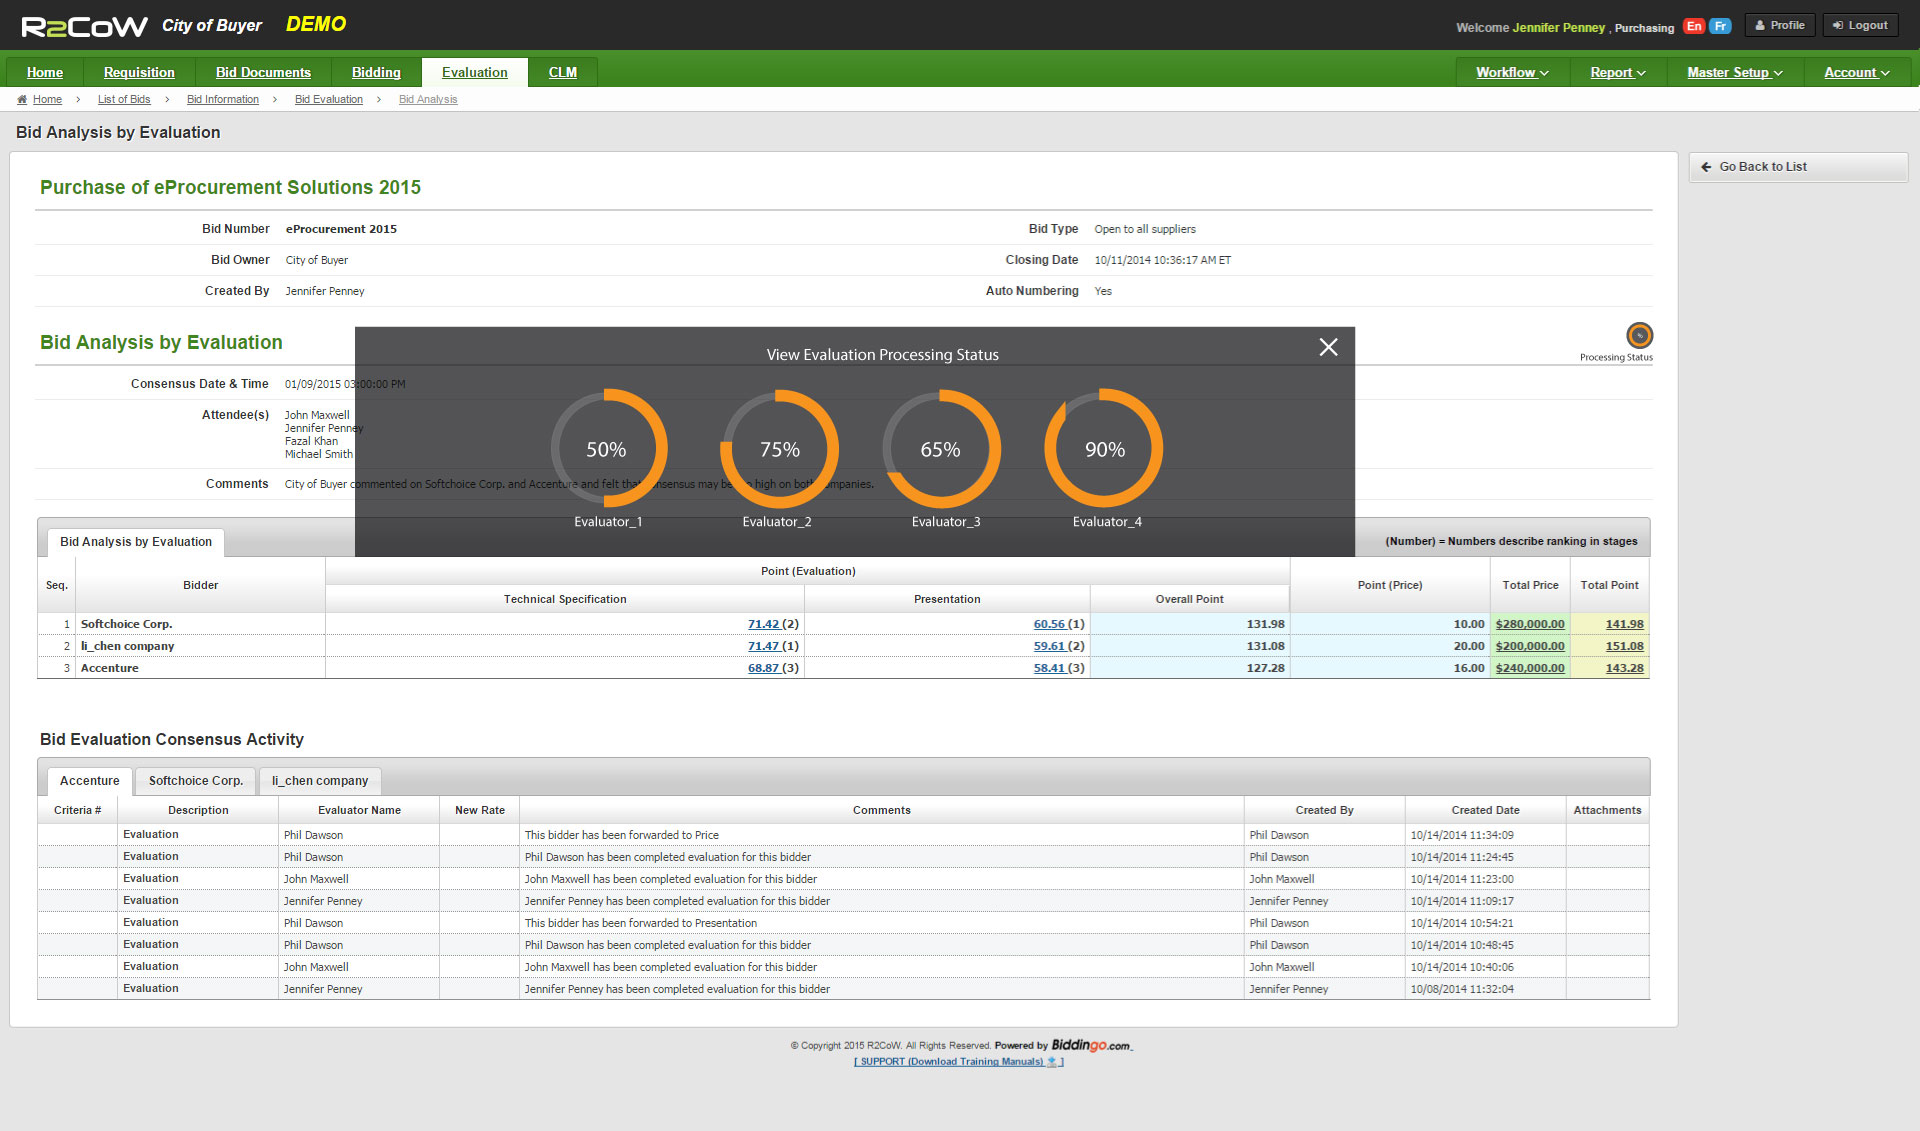 R2CoW City of Buyer DEMO
Welcome Jennifer Penney , Purchasing En Fr Profile Logout
Home Requisition Bid Documents Bidding Evaluation CLM Workflow Report Master Setup Account
Home > List of Bids > Bid Information > Bid Evaluation > Bid Analysis
Bid Analysis by Evaluation
Go Back to List
Purchase of eProcurement Solutions 2015
Bid Number eProcurement 2015 Bid Type Open to all suppliers
Bid Owner City of Buyer Closing Date 10/11/2014 10:36:17 AM ET
Created By Jennifer Penney Auto Numbering Yes
Bid Analysis by Evaluation
Processing Status
View Evaluation Processing Status
Consensus Date & Time 01/09/2015 03:00:00 PM
Attendee(s) John Maxwell
Jennifer Penney
Fazal Khan
Michael Smith
50% 75% 65% 90%
Comments City of Buyer commented on Softchoice Corp. and Accenture and felt that consensus may be high on both companies.
Evaluator_1 Evaluator_2 Evaluator_3 Evaluator_4
Bid Analysis by Evaluation (Number) = Numbers describe ranking in stages
Seq. Bidder Point (Evaluation) Point (Price) Total Price Total Point
Technical Specification Presentation Overall Point
1 Softchoice Corp. 71.42 (2) 60.56 (1) 131.98 10.00 $280,000.00 141.98
2 li_chen company 71.47 (1) 59.61 (2) 131.08 20.00 $200,000.00 151.08
3 Accenture 68.87 (3) 58.41 (3) 127.28 16.00 $240,000.00 143.28
Bid Evaluation Consensus Activity
Accenture Softchoice Corp. li_chen company
Criteria # Description Evaluator Name New Rate Comments Created By Created Date Attachments
Evaluation Phil Dawson This bidder has been forwarded to Price Phil Dawson 10/14/2014 11:34:09
Evaluation Phil Dawson Phil Dawson has been completed evaluation for this bidder Phil Dawson 10/14/2014 11:24:45
Evaluation John Maxwell John Maxwell has been completed evaluation for this bidder John Maxwell 10/14/2014 11:23:00
Evaluation Jennifer Penney Jennifer Penney has been completed evaluation for this bidder Jennifer Penney 10/14/2014 11:09:17
Evaluation Phil Dawson This bidder has been forwarded to Presentation Phil Dawson 10/14/2014 10:54:21
Evaluation Phil Dawson Phil Dawson has been completed evaluation for this bidder Phil Dawson 10/14/2014 10:48:45
Evaluation John Maxwell John Maxwell has been completed evaluation for this bidder John Maxwell 10/14/2014 10:40:06
Evaluation Jennifer Penney Jennifer Penney has been completed evaluation for this bidder Jennifer Penney 10/08/2014 11:32:04
© Copyright 2015 R2CoW. All Rights Reserved. Powered by Biddingo.com
[ SUPPORT (Download Training Manuals) ]